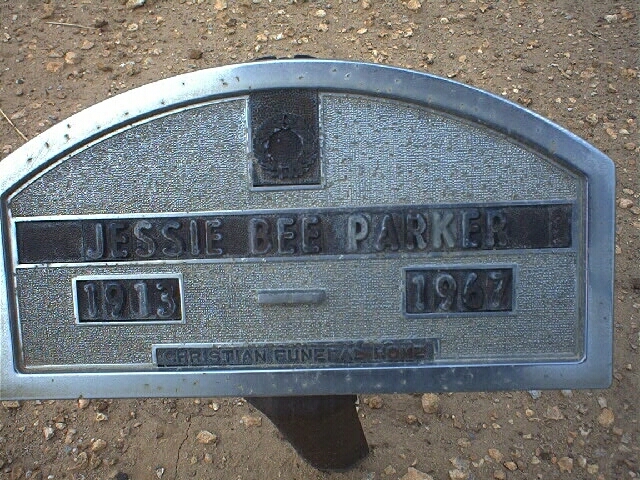 JESSIE BEE PARKER
1913 — 1967
CHRISTIAN FUNERAL HOME